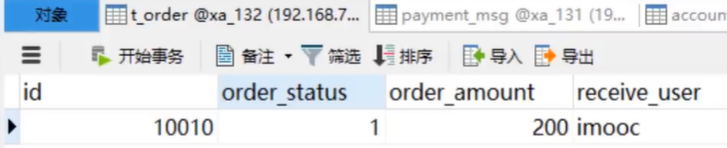 对象 t_order @xa_132 (192.168.7... payment_msg @xa_131 (19... accoun
开始事务 备注 筛选 排序 导入 导出
id order_status order_amount receive_user
10010 1 200 imooc